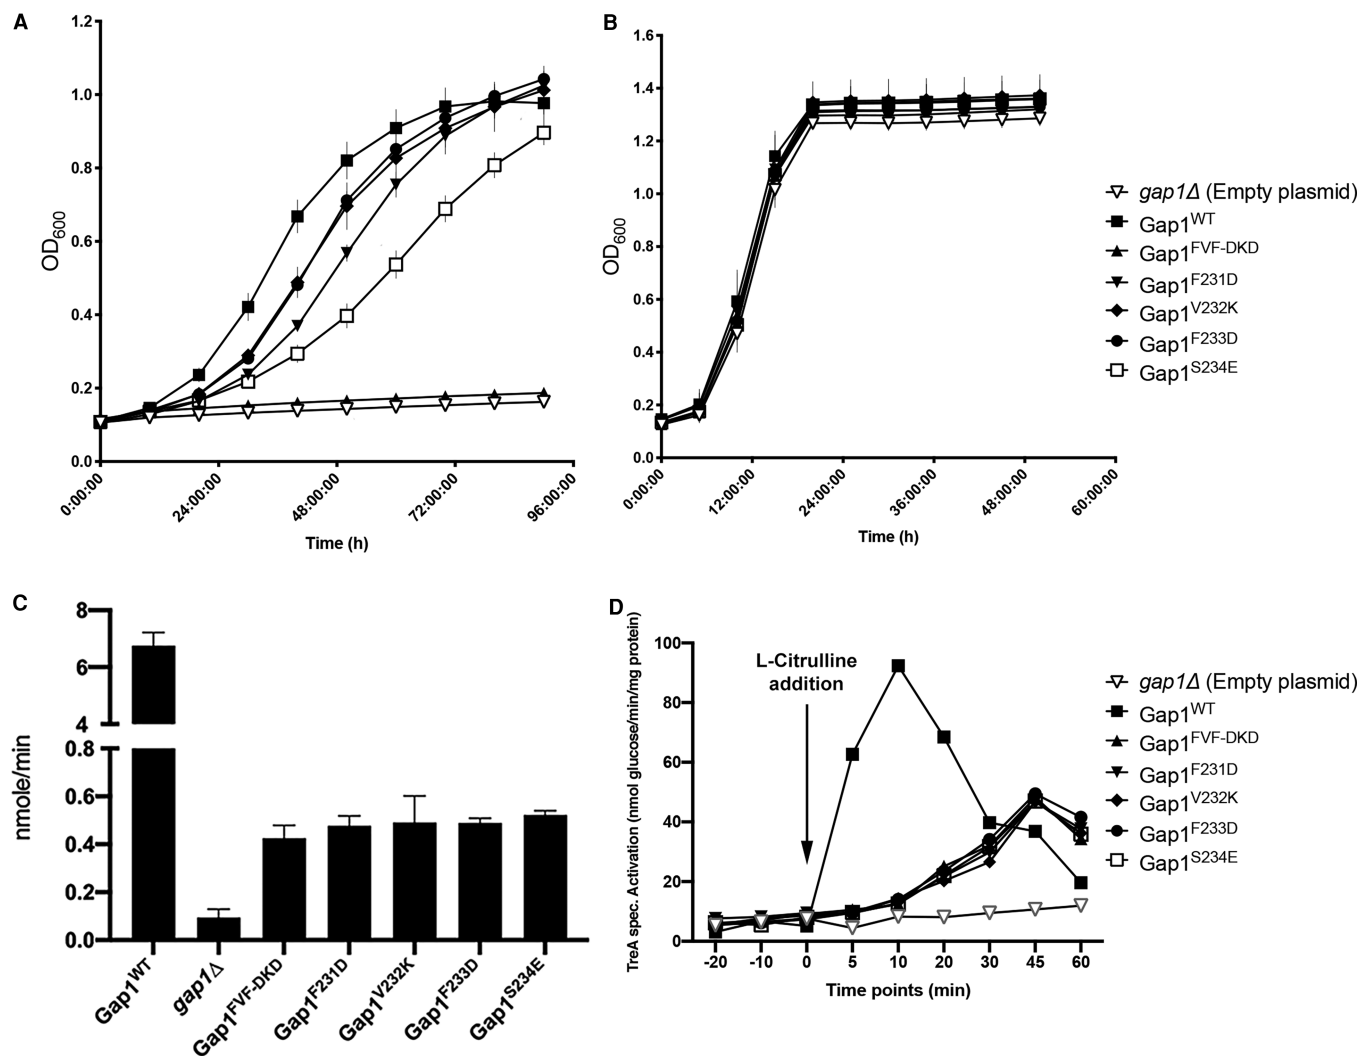 A
1.2
1.0
0.8
0.6
0.4
0.2
0.0
OD600
0:00:00
24:00:00
48:00:00
72:00:00
96:00:00
Time (h)
B
1.6
1.4
1.2
1.0
0.8
0.6
0.4
0.2
0.0
OD600
0:00:00
12:00:00
24:00:00
36:00:00
48:00:00
60:00:00
Time (h)
gap1Δ (Empty plasmid)
Gap1WT
Gap1FVF-DKD
Gap1F231D
Gap1V232K
Gap1F233D
Gap1S234E
C
8
6
4
0.8
0.6
0.4
0.2
0.0
nmole/min
Gap1WT
gap1Δ
Gap1FVF-DKD
Gap1F231D
Gap1V232K
Gap1F233D
Gap1S234E
D
TreA spec. Activation (nmol glucose/min/mg protein)
100
80
60
40
20
0
L-Citrulline
addition
-20
-10
0
5
10
20
30
45
60
Time points (min)
gap1Δ (Empty plasmid)
Gap1WT
Gap1FVF-DKD
Gap1F231D
Gap1V232K
Gap1F233D
Gap1S234E